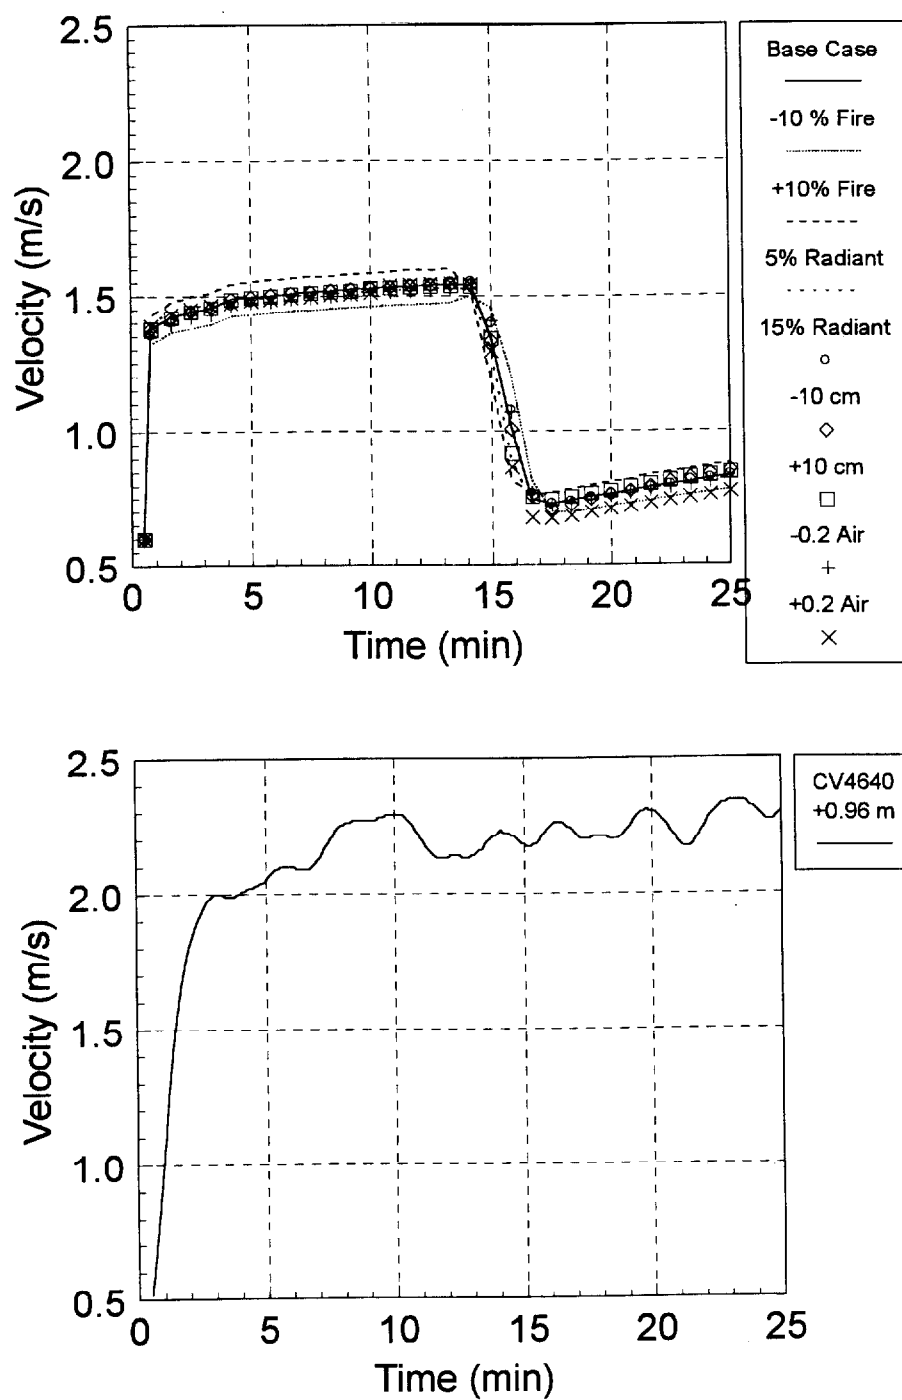 2.5
2.0
1.5
1.0
0.5
Velocity (m/s)
0 5 10 15 20 25
Time (min)
Base Case
-10 % Fire
+10% Fire
5% Radiant
15% Radiant
-10 cm
+10 cm
-0.2 Air
+0.2 Air
2.5
2.0
1.5
1.0
0.5
Velocity (m/s)
0 5 10 15 20 25
Time (min)
CV4640
+0.96 m